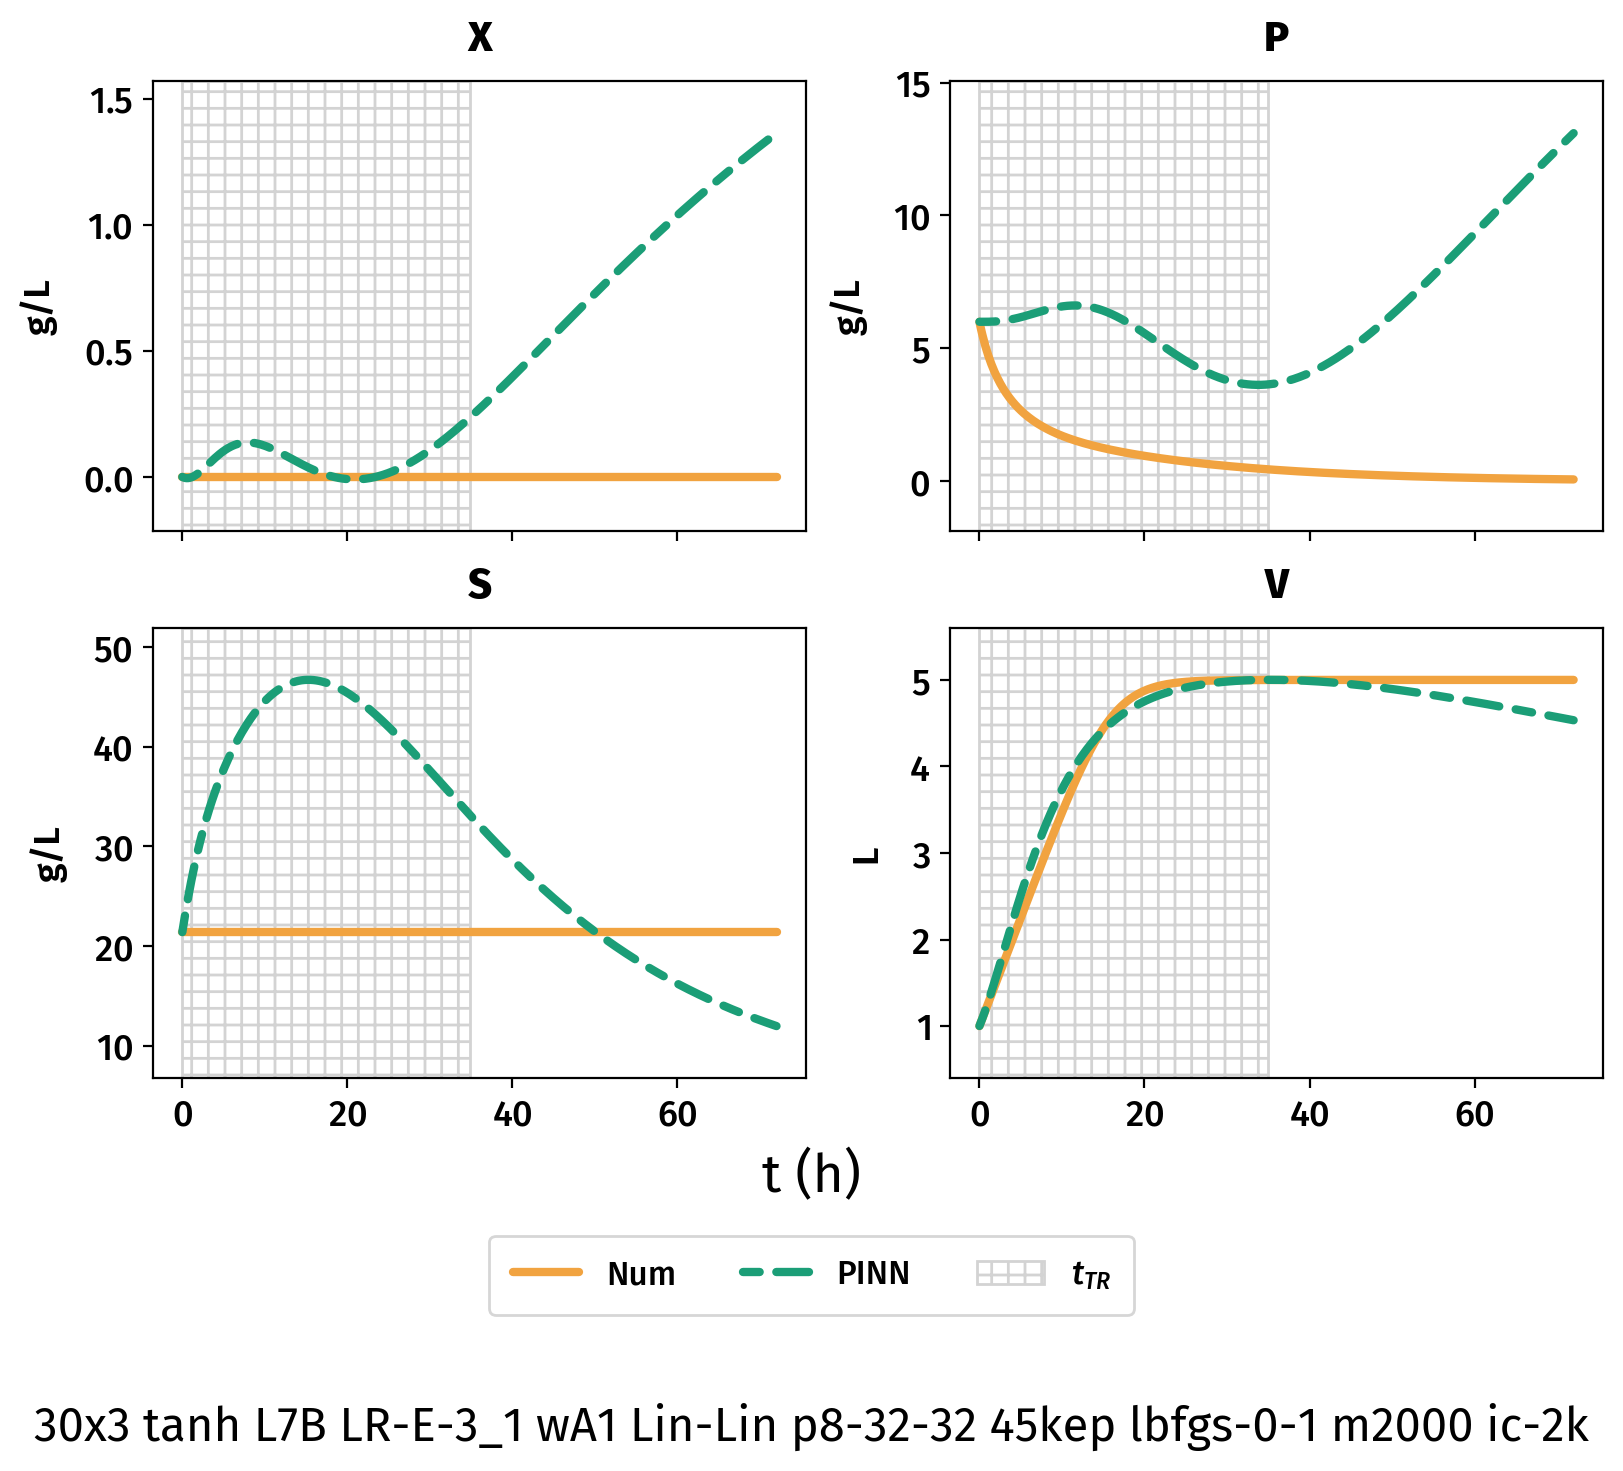 X
P
1.5
1.0
0.5
0.0
g/L
15
10
5
0
g/L
S
V
50
40
30
20
10
g/L
5
4
3
2
1
L
0 20 40 60
0 20 40 60
t (h)
Num PINN tTR
30x3 tanh L7B LR-E-3_1 wA1 Lin-Lin p8-32-32 45kep lbfgs-0-1 m2000 ic-2k